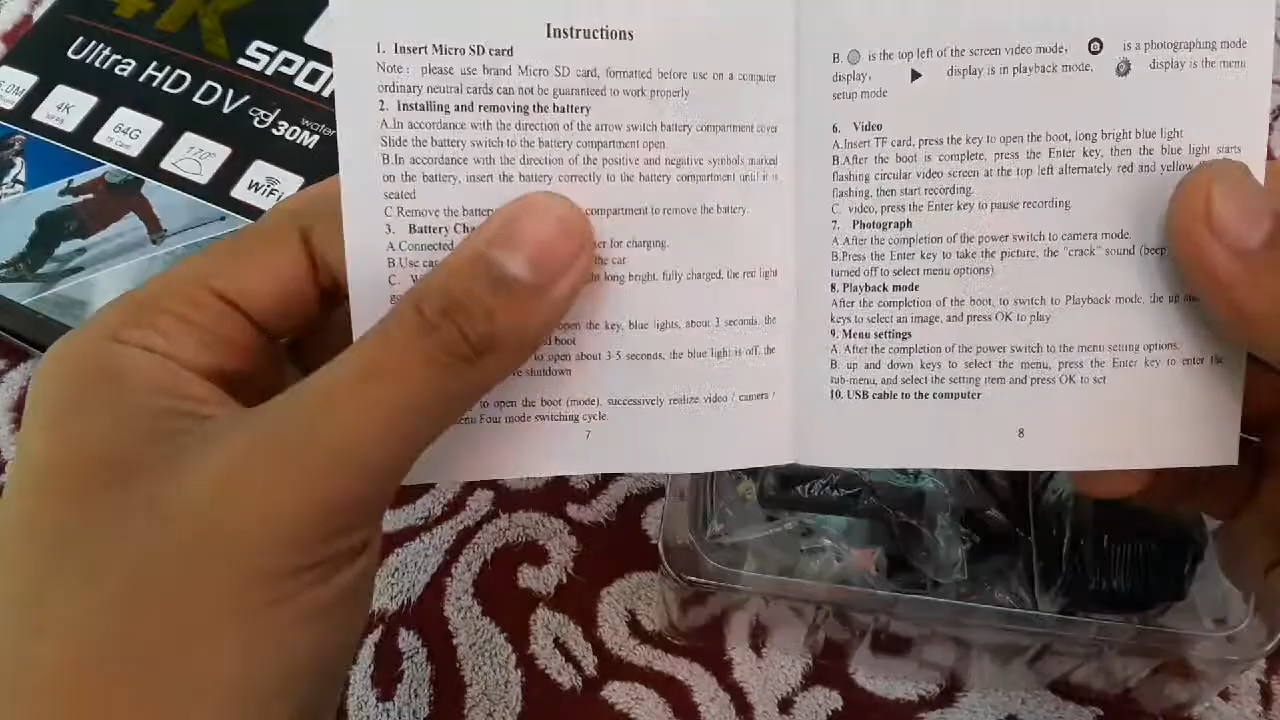 4K
SPO
Ultra HD DV
30M
water
.0M
4K
64G
TF Card
170°
WiFi
Instructions
1. Insert Micro SD card
Note: please use brand Micro SD card, formatted before use on a computer
ordinary neutral cards can not be guaranteed to work properly
2. Installing and removing the battery
A.In accordance with the direction of the arrow switch battery compartment cover
Slide the battery switch to the battery compartment open.
B.In accordance with the direction of the positive and negative symbols marked
on the battery, insert the battery correctly to the battery compartment until it is
seated
C Remove the compartment to remove the battery.
3. Battery
A.Connected for charging.
B.Use the car
C. long bright, fully charged, the red light
open the key, blue lights, about 3 seconds, the
boot
to open about 3-5 seconds, the blue light is off, the
shutdown
to open the boot (mode), successively realize video / camera /
Four mode switching cycle.
7
B. is the top left of the screen video mode, is a photographing mode
display, display is in playback mode, display is the menu
setup mode
6. Video
A.Insert TF card, press the key to open the boot, long bright blue light
B.After the boot is complete, press the Enter key, then the blue light starts
flashing circular video screen at the top left alternately red and yellow
flashing, then start recording.
C. video, press the Enter key to pause recording.
7. Photograph
A.After the completion of the power switch to camera mode.
B.Press the Enter key to take the picture, the "crack" sound (beep
turned off to select menu options)
8. Playback mode
After the completion of the boot, to switch to Playback mode, the up
keys to select an image, and press OK to play
9. Menu settings
A. After the completion of the power switch to the menu setting options.
B. up and down keys to select the menu, press the Enter key to enter the
tub-menu, and select the setting item and press OK to set
10. USB cable to the computer
8